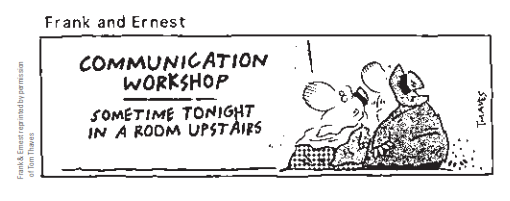 Frank and Ernest
COMMUNICATION
WORKSHOP
SOMETIME TONIGHT
IN A ROOM UPSTAIRS
THAVES
Frank & Ernest reprinted by permission
of Tom Thaves